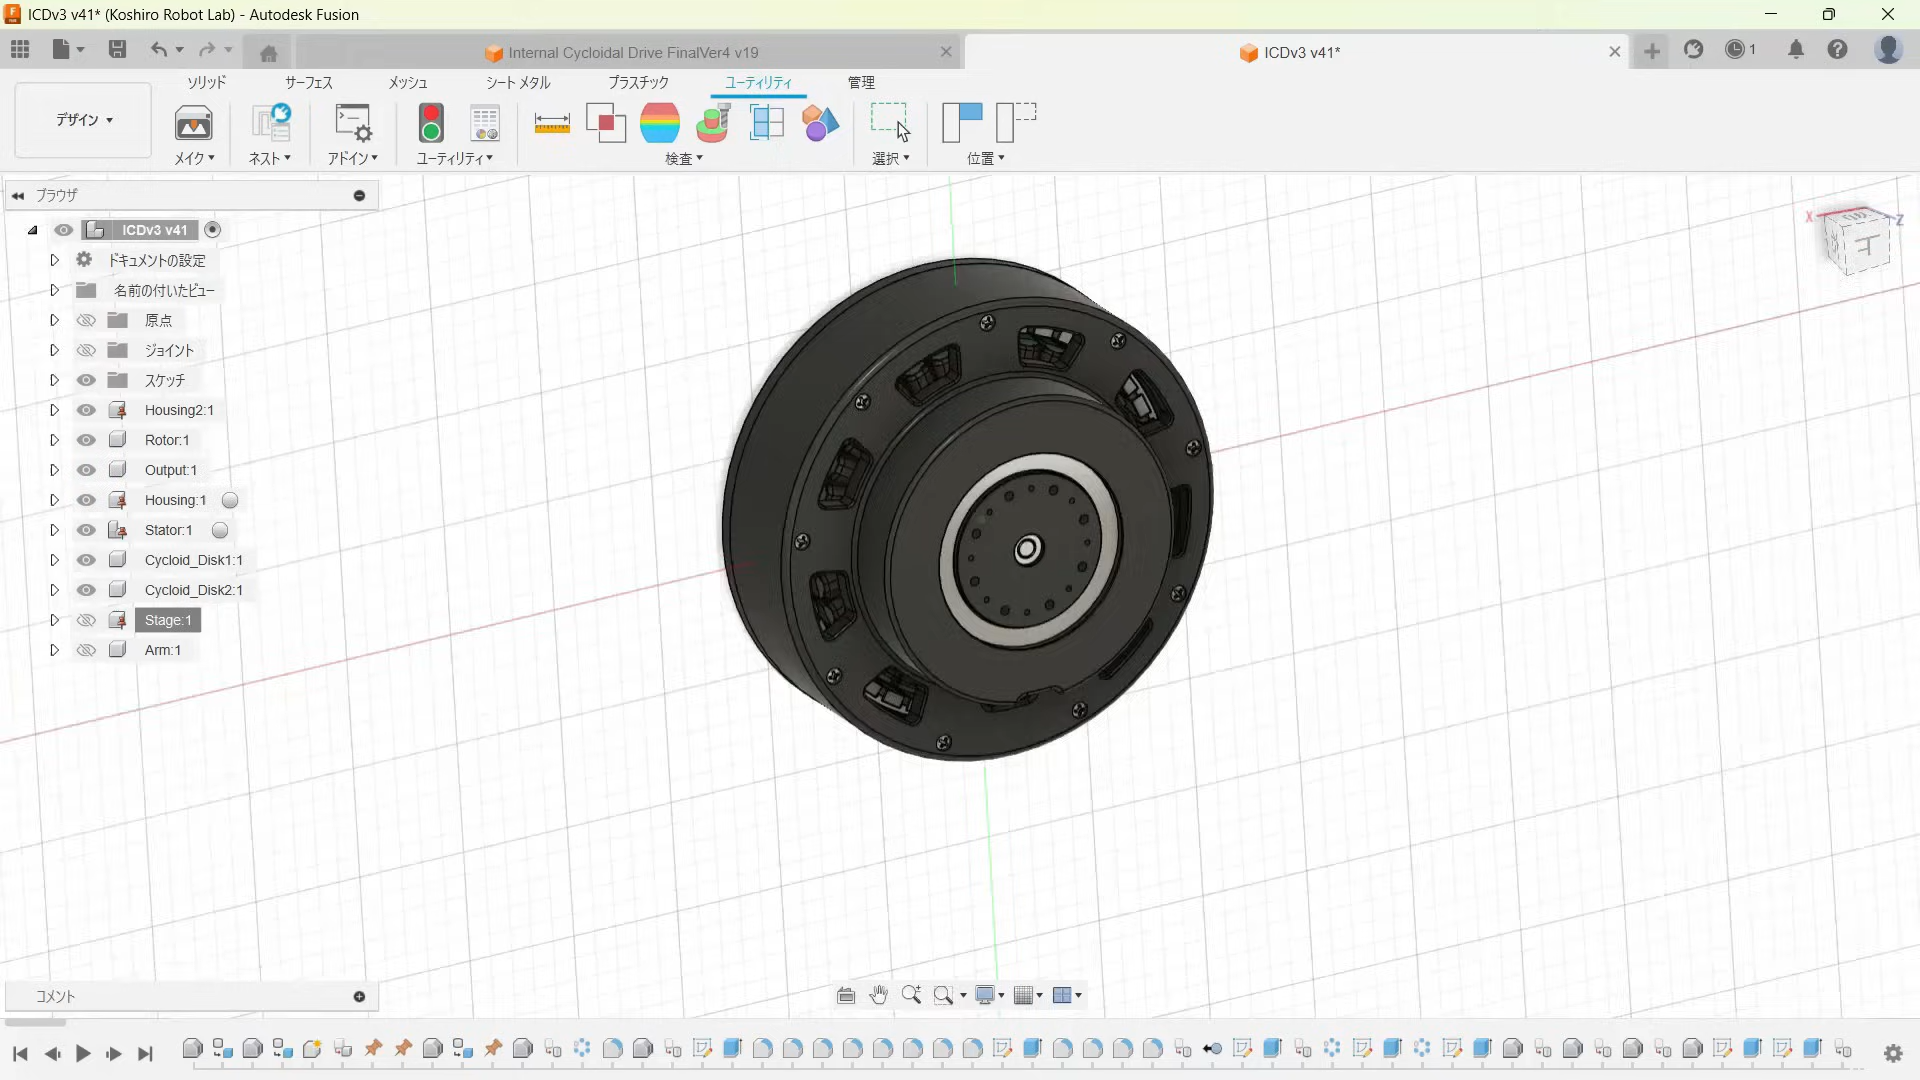 ICDv3 v41* (Koshiro Robot Lab) - Autodesk Fusion
Internal Cycloidal Drive FinalVer4 v19
ICDv3 v41*
1
ソリッド
サーフェス
メッシュ
シート メタル
プラスチック
ユーティリティ
管理
デザイン
メイク
ネスト
アドイン
ユーティリティ
検査
選択
位置
ブラウザ
ICDv3 v41
ドキュメントの設定
名前の付いたビュー
原点
ジョイント
スケッチ
Housing2:1
Rotor:1
Output:1
Housing:1
Stator:1
Cycloid_Disk1:1
Cycloid_Disk2:1
Stage:1
Arm:1
X
Z
上
コメント